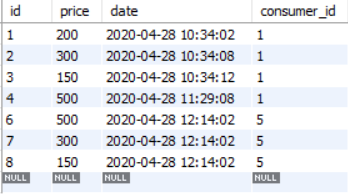 id price date consumer_id
1 200 2020-04-28 10:34:02 1
2 300 2020-04-28 10:34:08 1
3 150 2020-04-28 10:34:12 1
4 500 2020-04-28 11:29:08 1
6 500 2020-04-28 12:14:02 5
7 300 2020-04-28 12:14:02 5
8 150 2020-04-28 12:14:02 5
NULL NULL NULL NULL